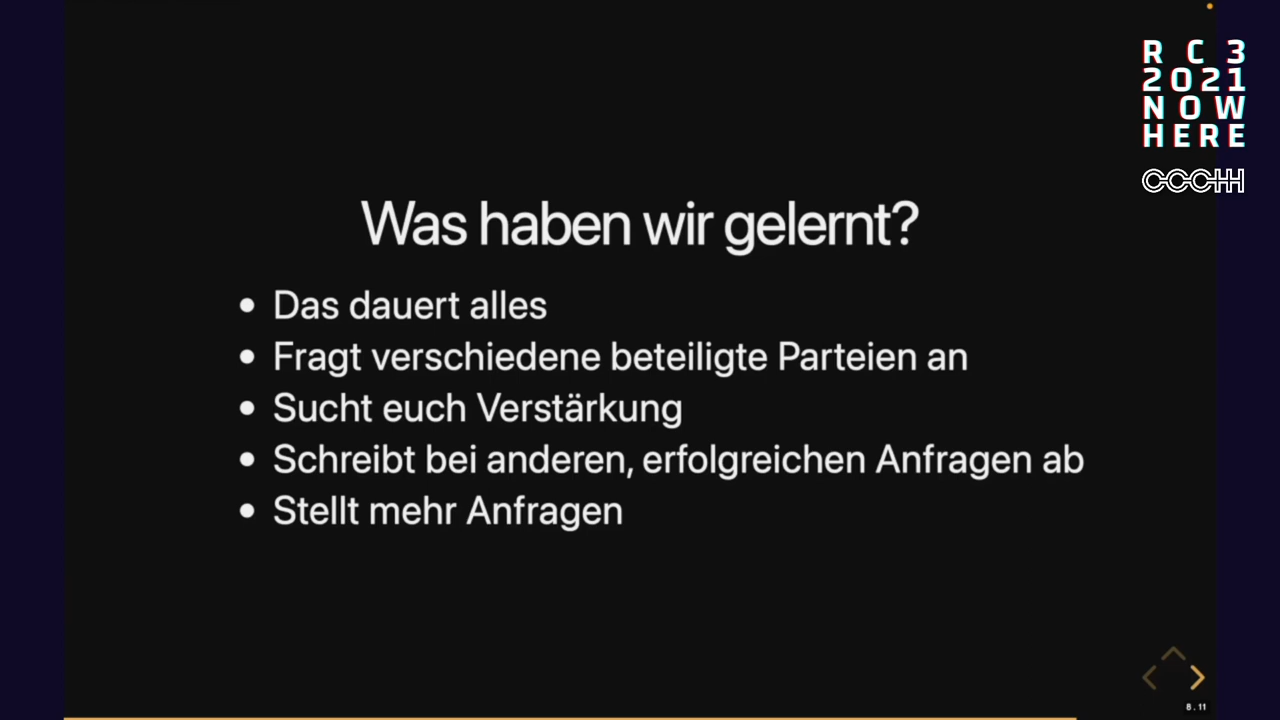 R C 3
2021
NOW
HERE
CCCHH
Was haben wir gelernt?
• Das dauert alles
• Fragt verschiedene beteiligte Parteien an
• Sucht euch Verstärkung
• Schreibt bei anderen, erfolgreichen Anfragen ab
• Stellt mehr Anfragen
8.11